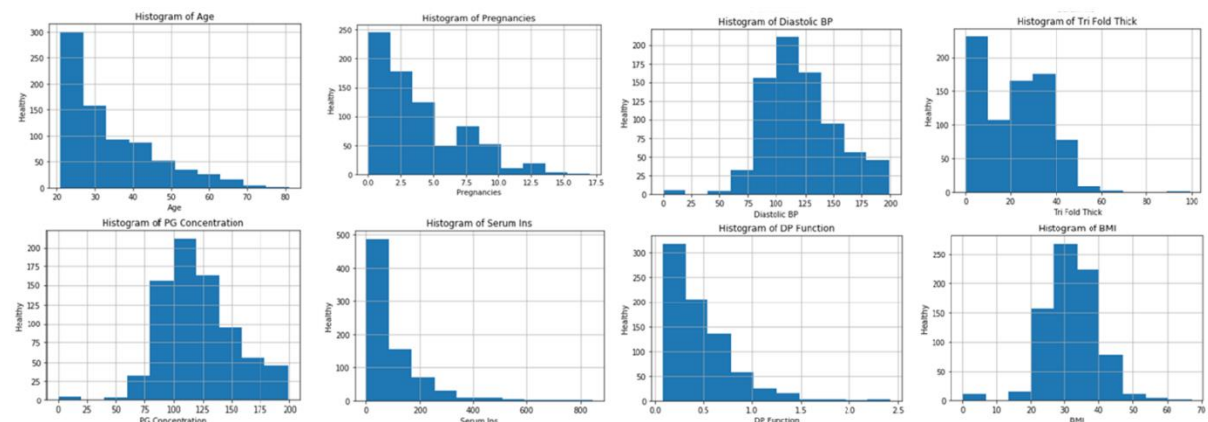 Histogram of Age
300
250
200
150
100
50
0
Healthy
20 30 40 50 60 70 80
Age
Histogram of Pregnancies
250
200
150
100
50
0
Healthy
0.0 2.5 5.0 7.5 10.0 12.5 15.0 17.5
Pregnancies
Histogram of Diastolic BP
200
175
150
125
100
75
50
25
0
Healthy
0 25 50 75 100 125 150 175 200
Diastolic BP
Histogram of Tri Fold Thick
200
150
100
50
0
Healthy
0 20 40 60 80 100
Tri Fold Thick
Histogram of PG Concentration
200
175
150
125
100
75
50
25
0
Healthy
0 25 50 75 100 125 150 175 200
PG Concentration
Histogram of Serum Ins
500
400
300
200
100
0
Healthy
0 200 400 600 800
Serum Ins
Histogram of DP Function
300
250
200
150
100
50
0
Healthy
0.0 0.5 1.0 1.5 2.0 2.5
DP Function
Histogram of BMI
250
200
150
100
50
0
Healthy
0 10 20 30 40 50 60 70
BMI